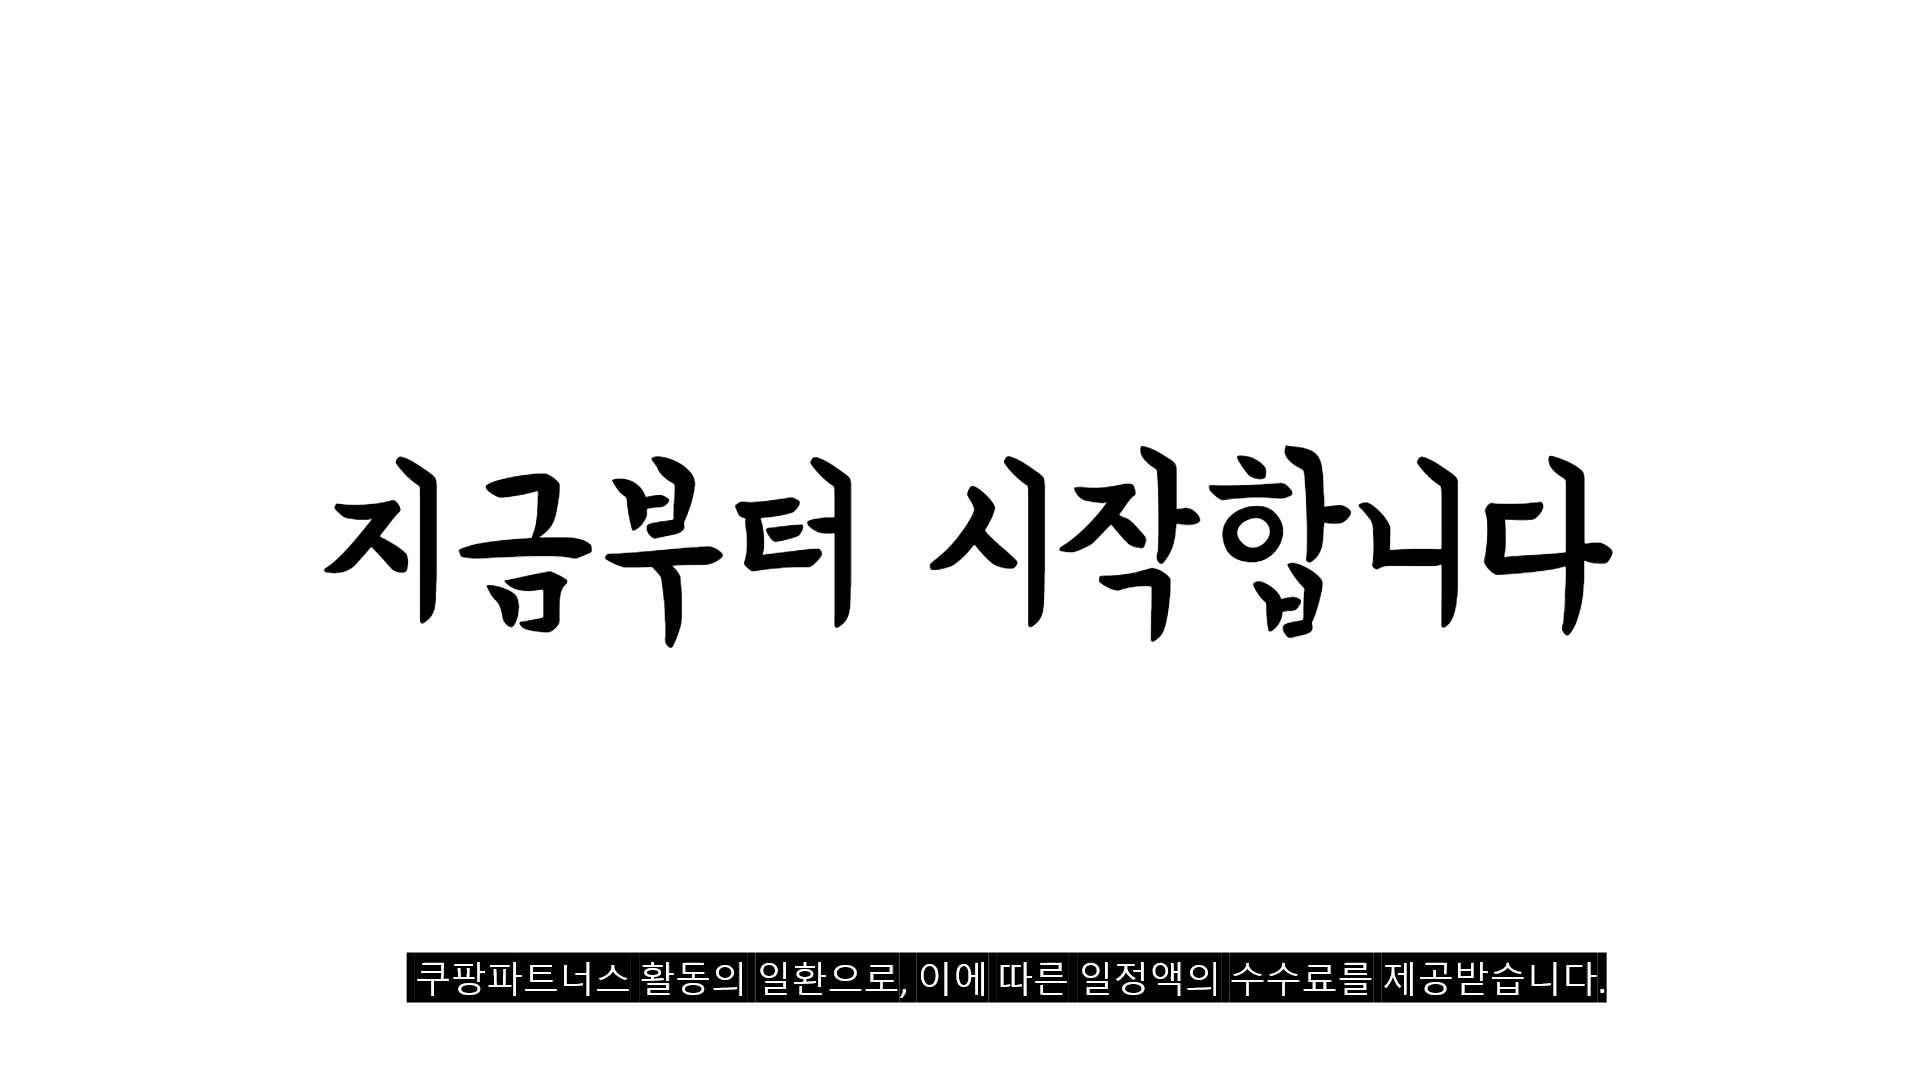 지금부터 시작합니다
쿠팡파트너스 활동의 일환으로, 이에 따른 일정액의 수수료를 제공받습니다.